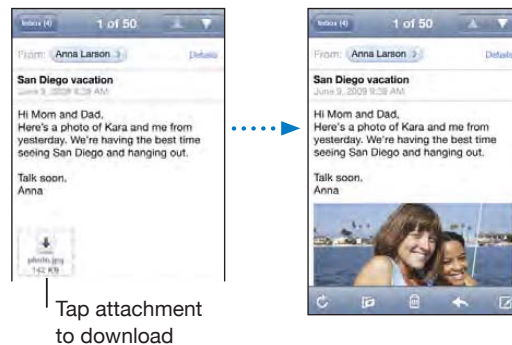 Inbox (4) 1 of 50
From: Anna Larson Details
San Diego vacation
June 9, 2009 9:39 AM
Hi Mom and Dad,
Here's a photo of Kara and me from
yesterday. We're having the best time
seeing San Diego and hanging out.
Talk soon,
Anna
photo.jpg
142 KB
Tap attachment
to download
Inbox (4) 1 of 50
From: Anna Larson Details
San Diego vacation
June 9, 2009 9:39 AM
Hi Mom and Dad,
Here's a photo of Kara and me from
yesterday. We're having the best time
seeing San Diego and hanging out.
Talk soon,
Anna